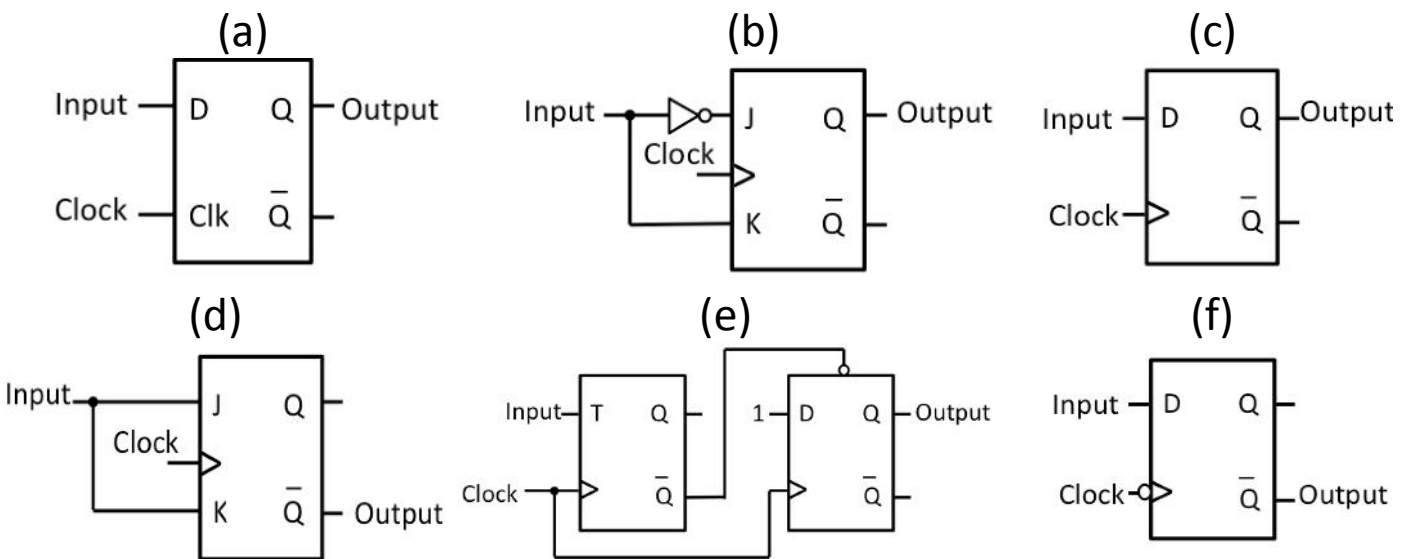 (a)
Input D Q Output
Clock Clk Q̅
(b)
Input J Q Output
Clock
K Q̅
(c)
Input D Q Output
Clock Q̅
(d)
Input J Q
Clock
K Q̅ Output
(e)
Input T Q 1 D Q Output
Clock Q̅ Q̅
(f)
Input D Q
Clock Q̅ Output